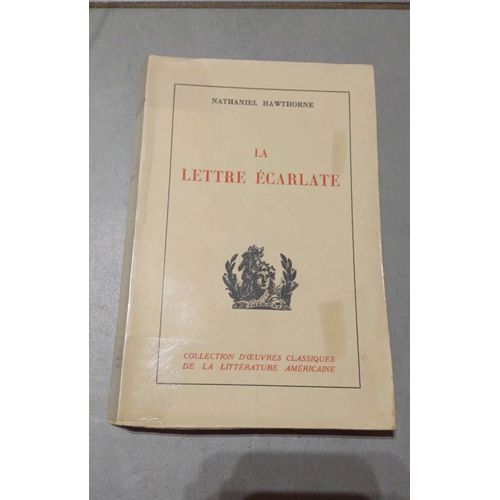 NATHANIEL HAWTHORNE
LA
LETTRE ÉCARLATE
COLLECTION D'ŒUVRES CLASSIQUES
DE LA LITTÉRATURE AMÉRICAINE